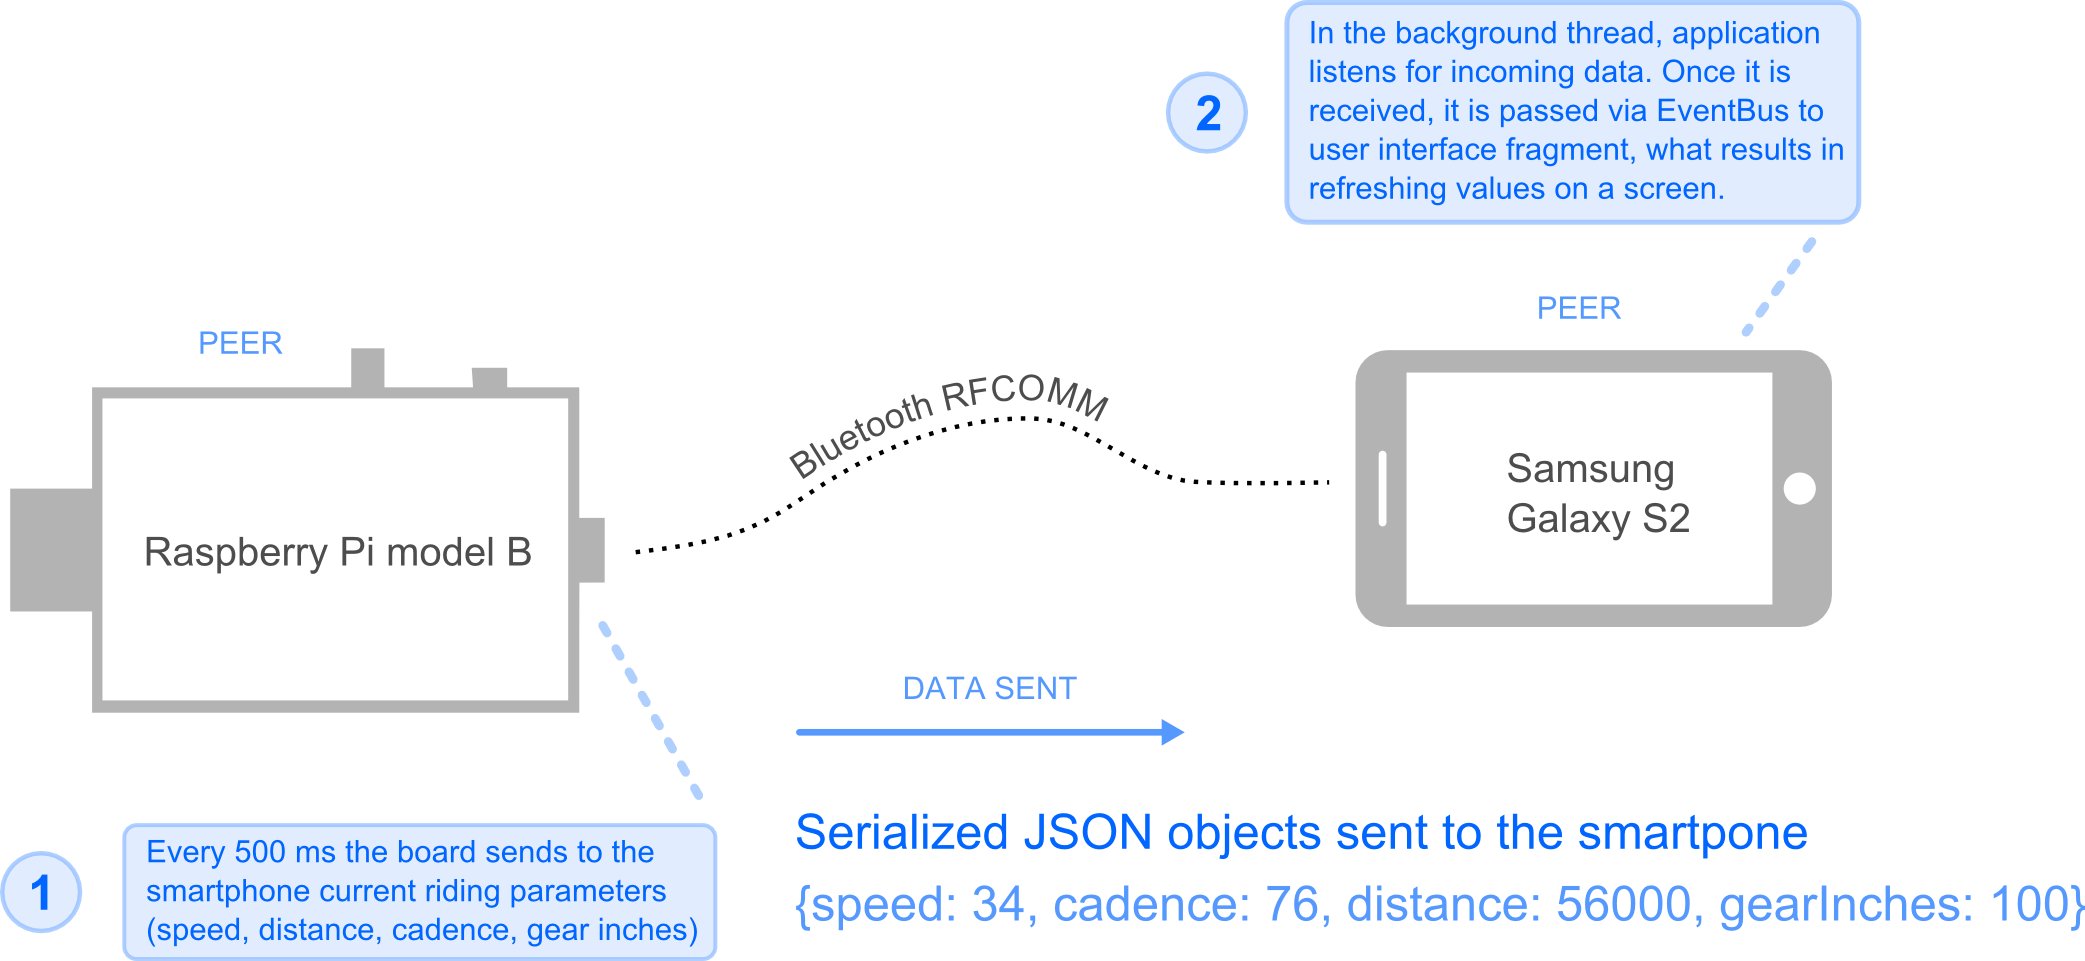 In the background thread, application
listens for incoming data. Once it is
received, it is passed via EventBus to
user interface fragment, what results in
refreshing values on a screen.
2
PEER
PEER
Bluetooth RFCOMM
Samsung
Galaxy S2
Raspberry Pi model B
DATA SENT
Serialized JSON objects sent to the smartpone
{speed: 34, cadence: 76, distance: 56000, gearInches: 100}
1
Every 500 ms the board sends to the
smartphone current riding parameters
(speed, distance, cadence, gear inches)